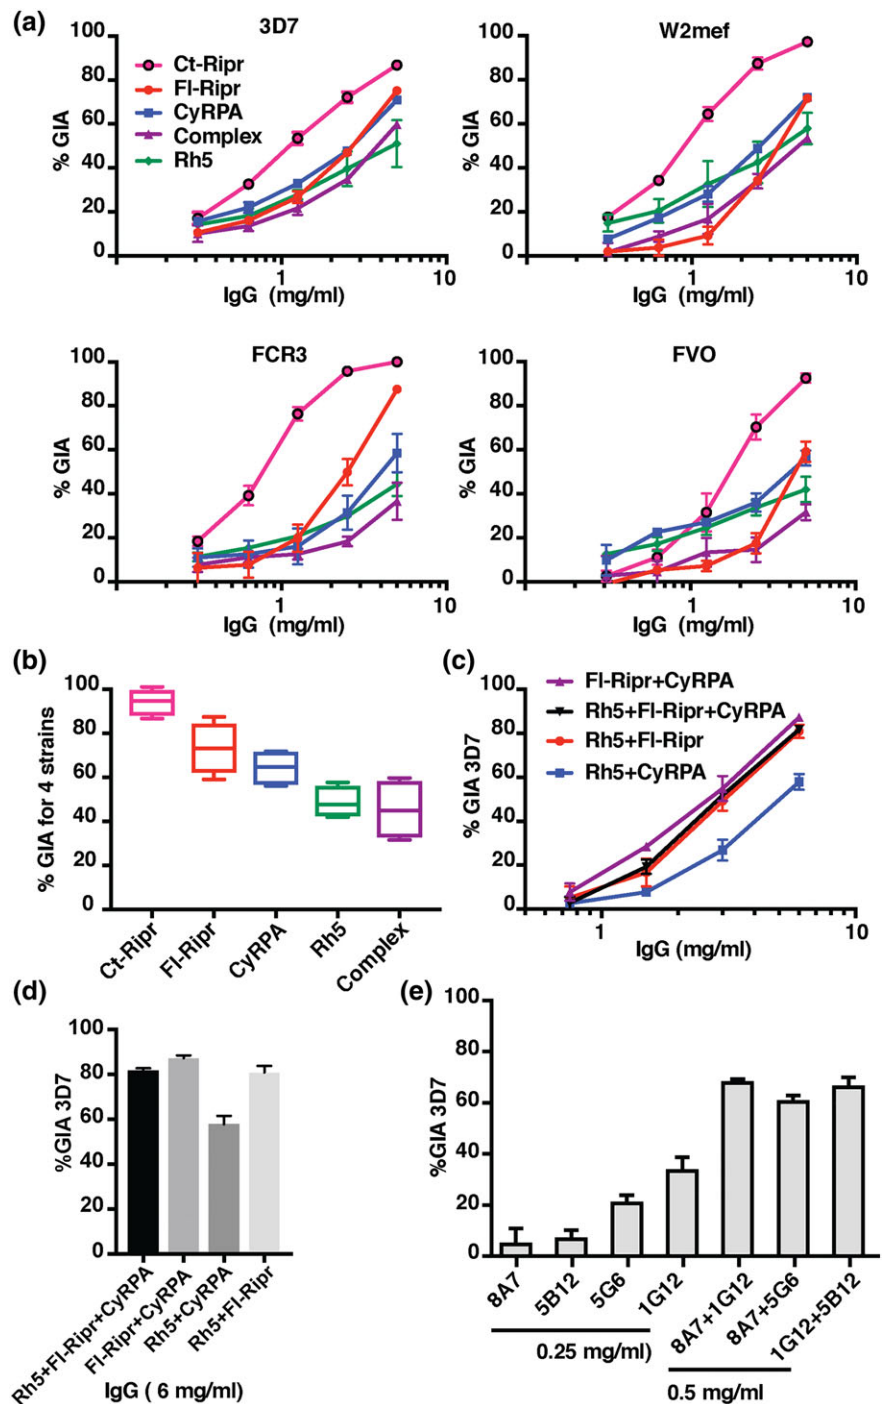 (a)
3D7
% GIA
100
80
60
40
20
0
Ct-Ripr
Fl-Ripr
CyRPA
Complex
Rh5
1
10
IgG (mg/ml)
W2mef
% GIA
100
80
60
40
20
0
1
10
IgG (mg/ml)
FCR3
% GIA
100
80
60
40
20
0
1
10
IgG (mg/ml)
FVO
% GIA
100
80
60
40
20
0
1
10
IgG (mg/ml)
(b)
% GIA for 4 strains
100
80
60
40
20
0
Ct-Ripr
Fl-Ripr
CyRPA
Rh5
Complex
(c)
% GIA 3D7
100
80
60
40
20
0
Fl-Ripr+CyRPA
Rh5+Fl-Ripr+CyRPA
Rh5+Fl-Ripr
Rh5+CyRPA
1
10
IgG (mg/ml)
(d)
%GIA 3D7
100
80
60
40
20
0
Rh5+Fl-Ripr+CyRPA
Fl-Ripr+CyRPA
Rh5+CyRPA
Rh5+Fl-Ripr
IgG ( 6 mg/ml)
(e)
%GIA 3D7
100
80
60
40
20
0
8A7
5B12
5G6
1G12
8A7+1G12
8A7+5G6
1G12+5B12
0.25 mg/ml)
0.5 mg/ml